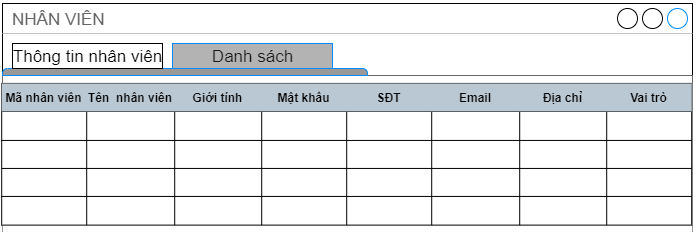 NHÂN VIÊN
Thông tin nhân viên Danh sách
Mã nhân viên Tên nhân viên Giới tính Mật khẩu SĐT Email Địa chỉ Vai trò